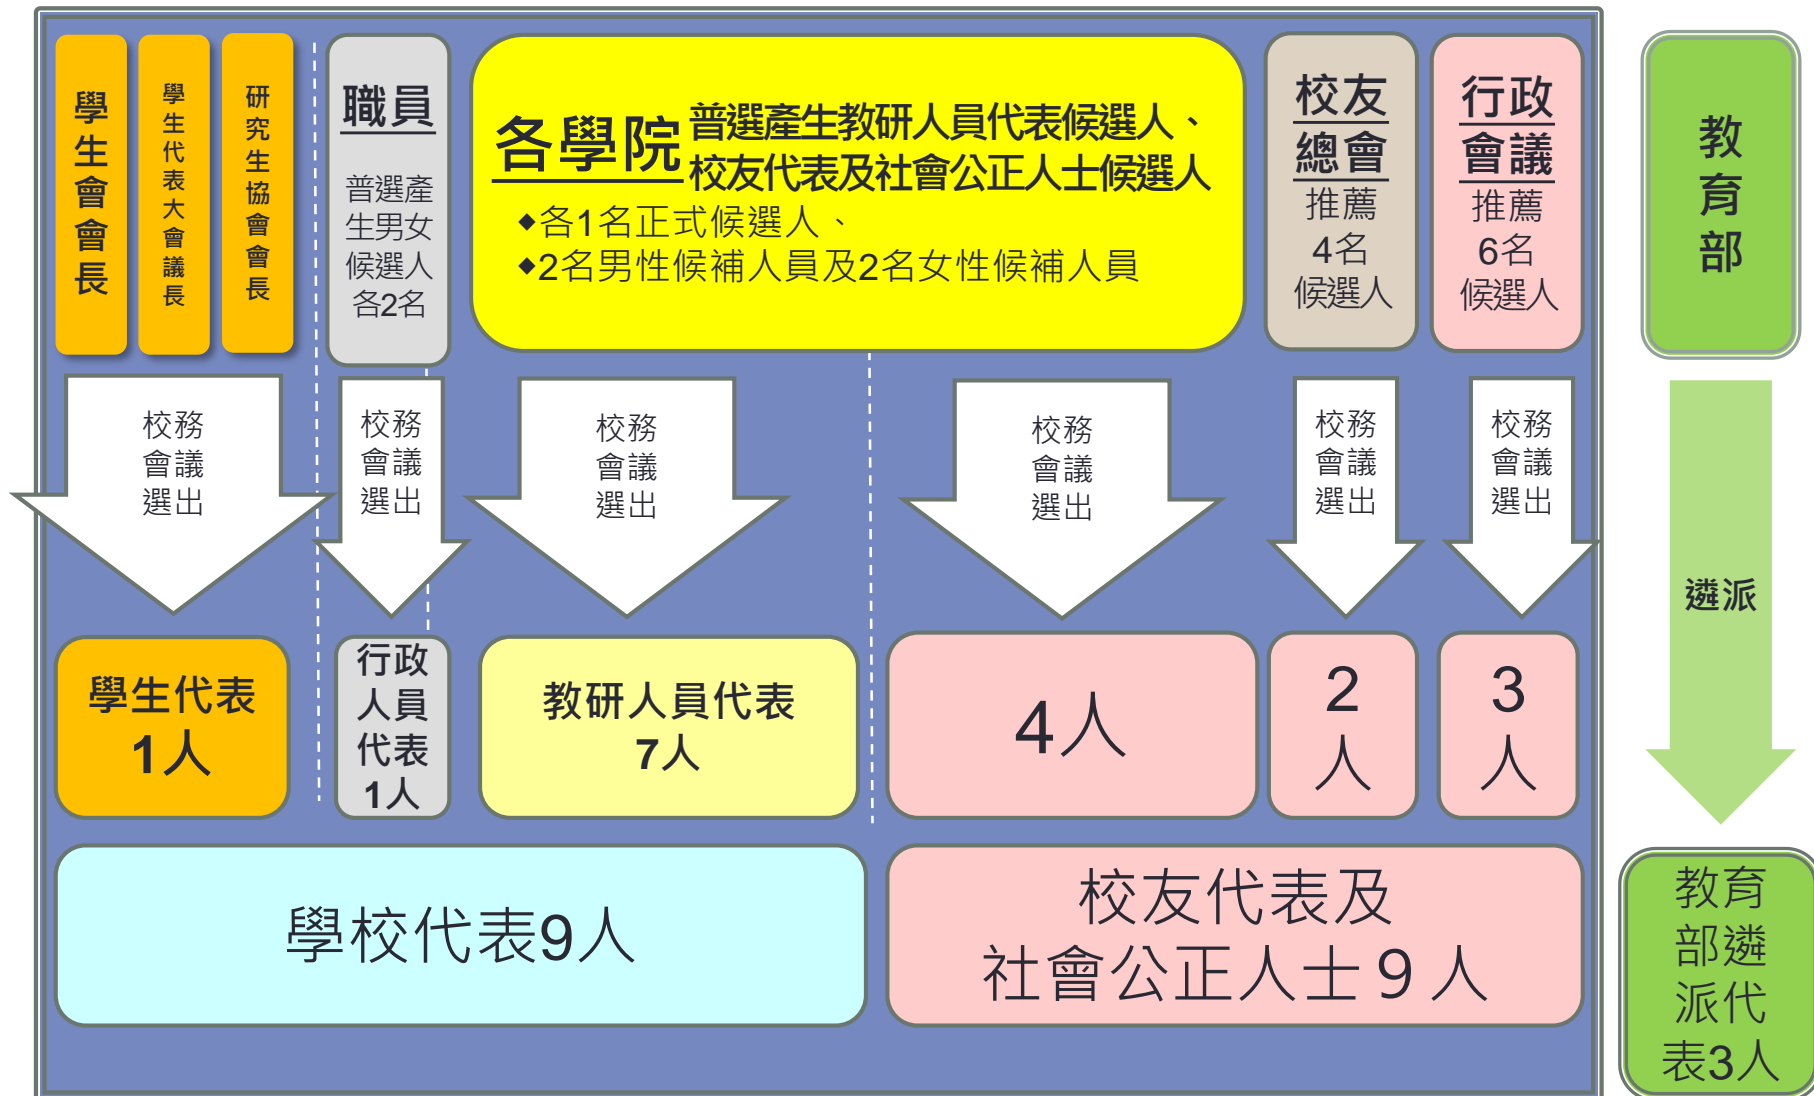 學生會會長
學生代表大會議長
研究生協會會長
職員
普選產
生男女
候選人
各2名
各學院
普選產生教研人員代表候選人、
校友代表及社會公正人士候選人
◆各1名正式候選人、
◆2名男性候補人員及2名女性候補人員
校友
總會
推薦
4名
候選人
行政
會議
推薦
6名
候選人
教育部
校務
會議
選出
校務
會議
選出
校務
會議
選出
校務
會議
選出
校務
會議
選出
校務
會議
選出
遴派
學生代表
1人
行政
人員
代表
1人
教研人員代表
7人
4人
2
人
3
人
學校代表9人
校友代表及
社會公正人士9人
教育
部遴
派代
表3人